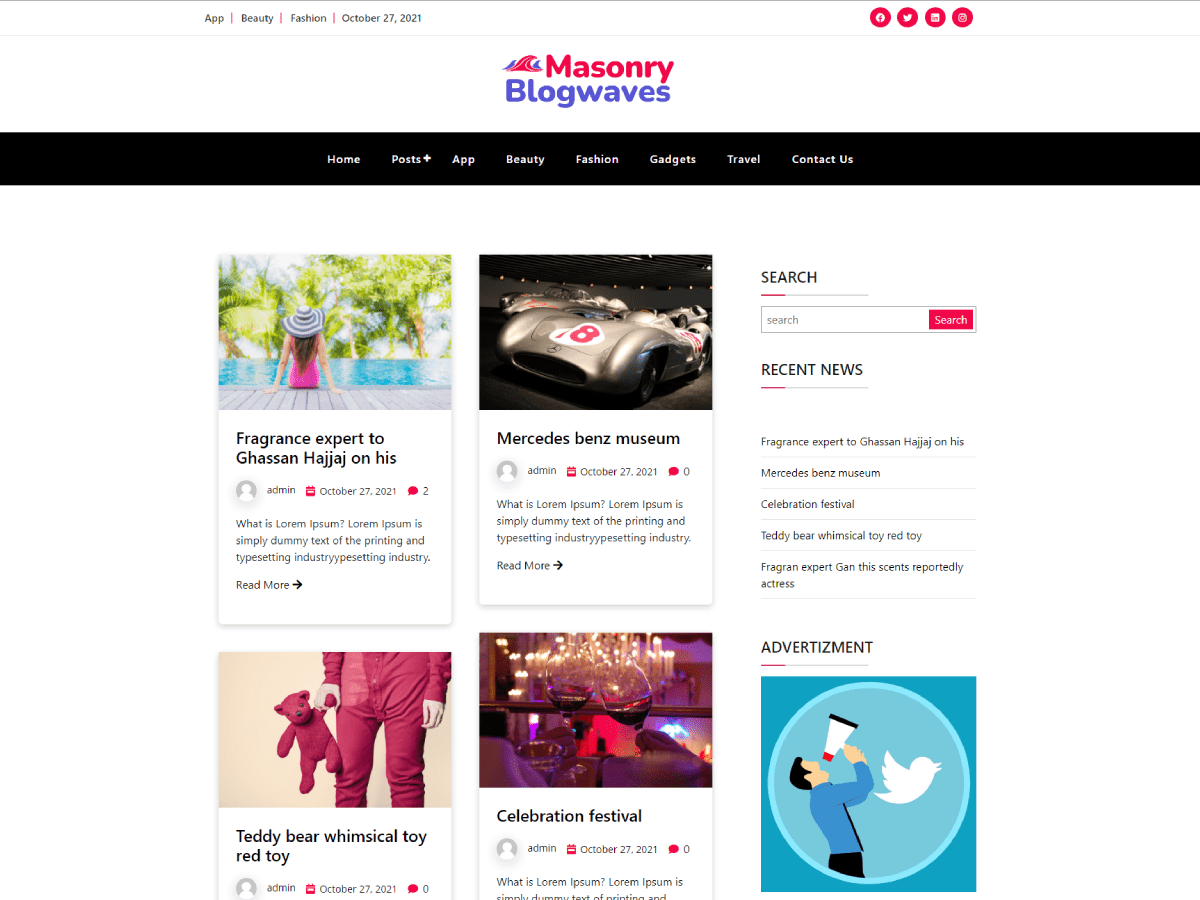 App | Beauty | Fashion | October 27, 2021
Masonry
Blogwaves
Home Posts+ App Beauty Fashion Gadgets Travel Contact Us
Fragrance expert to
Ghassan Hajjaj on his
admin October 27, 2021 2
What is Lorem Ipsum? Lorem Ipsum is
simply dummy text of the printing and
typesetting industryypesetting industry.
Read More
Teddy bear whimsical toy
red toy
admin October 27, 2021 0
78
Mercedes benz museum
admin October 27, 2021 0
What is Lorem Ipsum? Lorem Ipsum is
simply dummy text of the printing and
typesetting industryypesetting industry.
Read More
Celebration festival
admin October 27, 2021 0
What is Lorem Ipsum? Lorem Ipsum is
simply dummy text of the printing and
SEARCH
search Search
RECENT NEWS
Fragrance expert to Ghassan Hajjaj on his
Mercedes benz museum
Celebration festival
Teddy bear whimsical toy red toy
Fragran expert Gan this scents reportedly
actress
ADVERTIZMENT